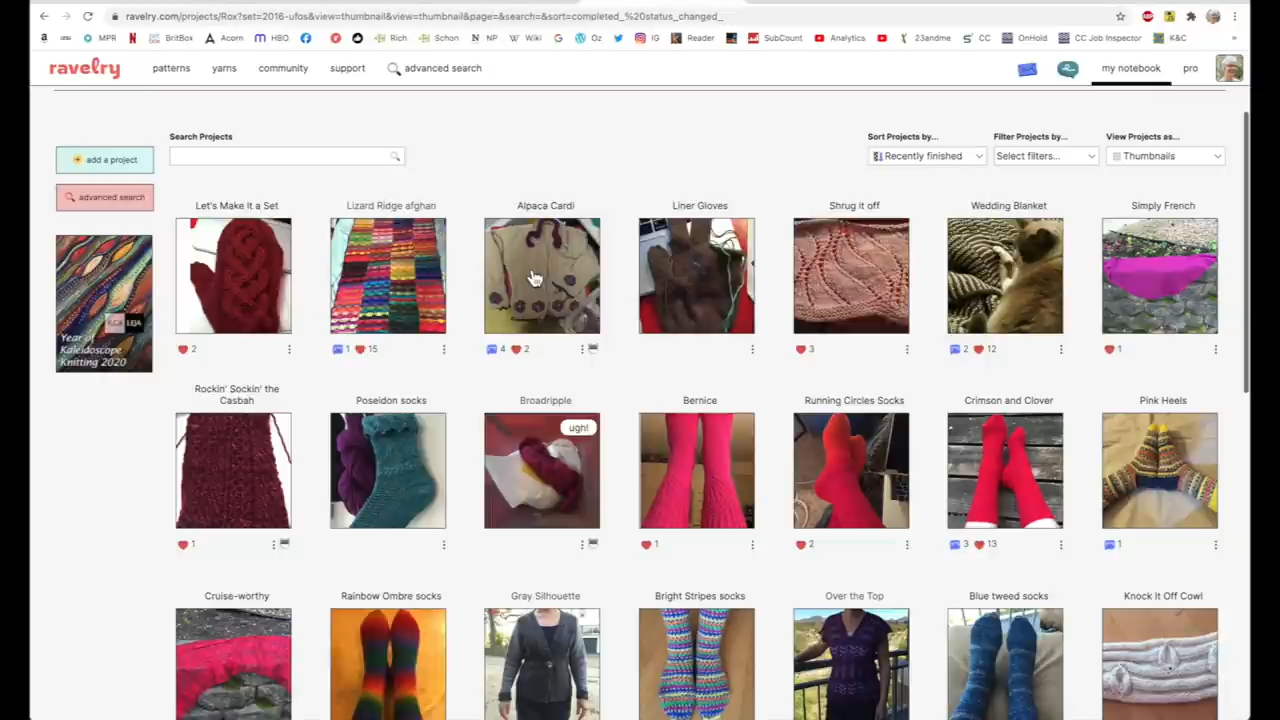 ravelry.com/projects/Rox?set=2016-ufos&view=thumbnail&view=thumbnail&page=&search=&sort=completed_%20status_changed_
MPR BritBox Acorn HBO Rich Schon NP Wiki Oz IG Reader SubCount Analytics 23andme CC OnHold CC Job Inspector K&C »
ravelry patterns yarns community support advanced search my notebook pro
Search Projects Sort Projects by... Filter Projects by... View Projects as...
add a project Recently finished Select filters... Thumbnails
advanced search
Let's Make it a Set Lizard Ridge afghan Alpaca Cardi Liner Gloves Shrug it off Wedding Blanket Simply French
Year of
Kaleidoscope
Knitting 2020
2 1 15 4 2 3 2 12 1
Rockin' Sockin' the
Casbah Poseidon socks Broadripple Bernice Running Circles Socks Crimson and Clover Pink Heels
ugh!
1 1 2 3 13 1
Cruise-worthy Rainbow Ombre socks Gray Silhouette Bright Stripes socks Over the Top Blue tweed socks Knock It Off Cowl